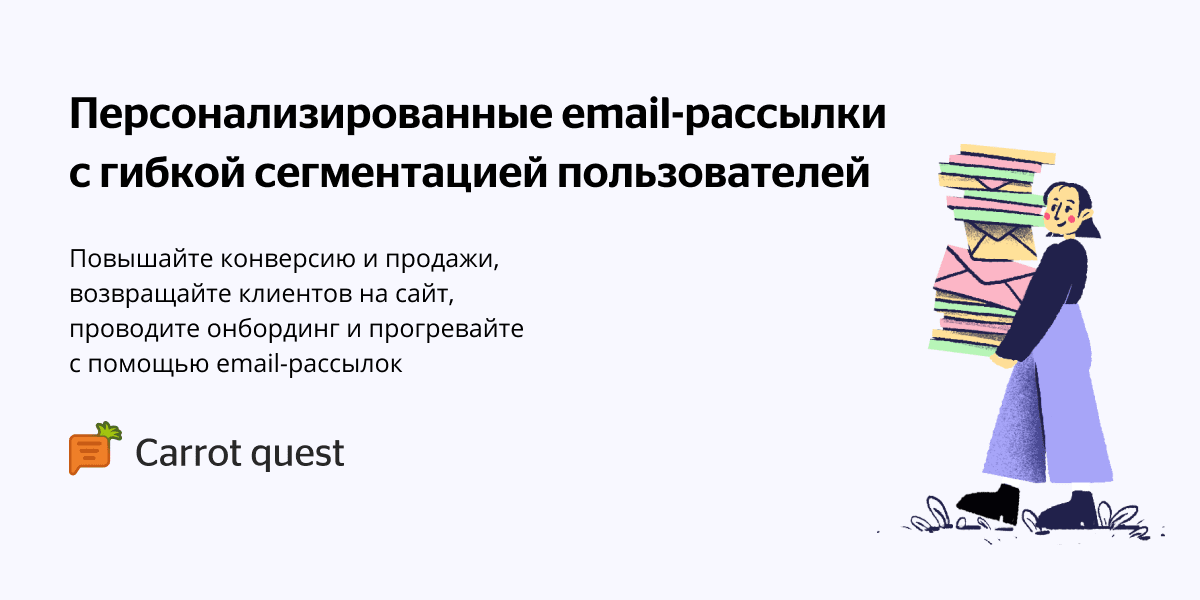 Персонализированные email-рассылки
с гибкой сегментацией пользователей
Повышайте конверсию и продажи,
возвращайте клиентов на сайт,
проводите онбординг и прогревайте
с помощью email-рассылок
Carrot quest